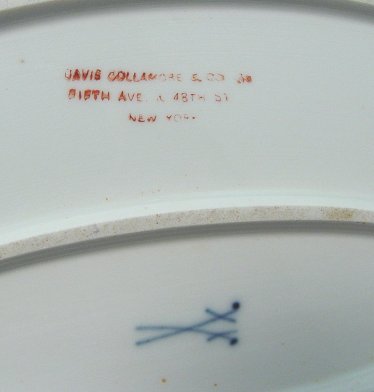 DAVIS COLLAMORE & CO
FIFTH AVE. & 48TH ST
NEW YORK